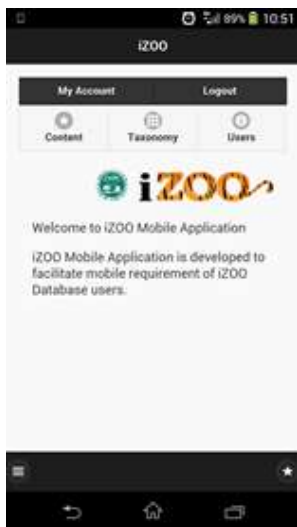 89% 10:51
iZOO
My Account Logout
Content Taxonomy Users
iZOO
Welcome to iZOO Mobile Application
iZOO Mobile Application is developed to
facilitate mobile requirement of iZOO
Database users.